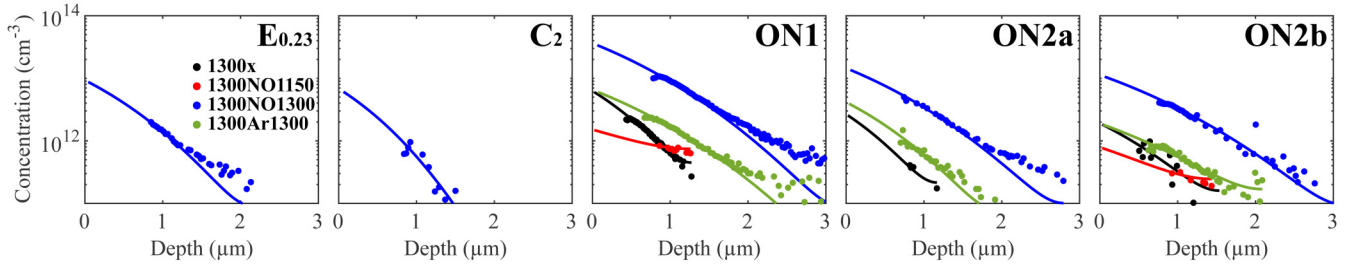 Concentration (cm⁻³)
10¹⁴
10¹²
E₀.₂₃
1300x
1300NO1150
1300NO1300
1300Ar1300
C₂
ON1
ON2a
ON2b
0 1 2 3
0 1 2 3
0 1 2 3
0 1 2 3
0 1 2 3
Depth (µm)
Depth (µm)
Depth (µm)
Depth (µm)
Depth (µm)